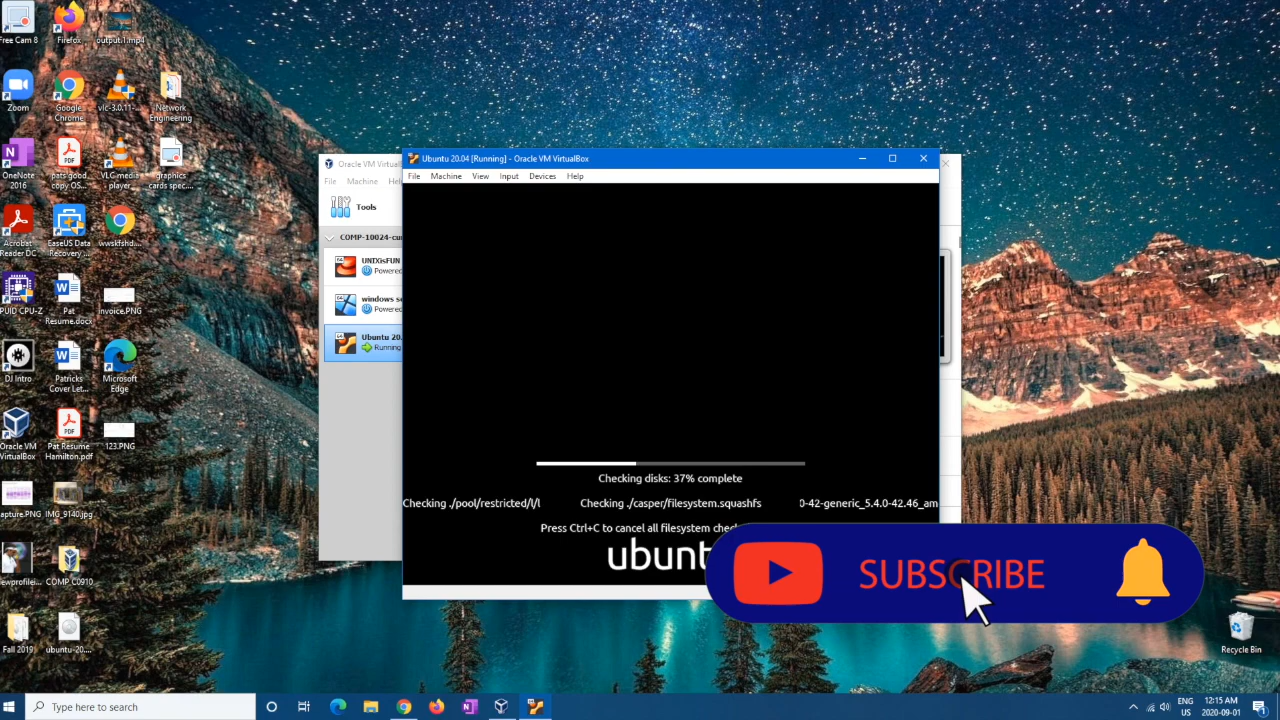 Free Cam 8
Firefox
output.1.mp4
Zoom
Google Chrome
vlc-3.0.11-...
Network Engineering
OneNote 2016
pats good copy OS...
VLC media player
graphics cards spec....
Acrobat Reader DC
EaseUS Data Recovery ...
wwskfshd....
PUID CPU-Z
Pat Resume.docx
invoice.PNG
DJ Intro
Patricks Cover Let...
Microsoft Edge
Oracle VM VirtualBox
Pat Resume Hamilton.pdf
123.PNG
apture.PNG
IMG_9140.jpg
ewprofilei...
COMP C0910
Fall 2019
ubuntu-20....
Recycle Bin
Oracle VM Virtual
File Machine Hel
Tools
COMP-10024-cu
UNIXisFUN
Powered
windows se
Powered
Ubuntu 20.
Running
Ubuntu 20.04 [Running] - Oracle VM VirtualBox
File Machine View Input Devices Help
Checking disks: 37% complete
Checking ./pool/restricted/l/l
Checking ./casper/filesystem.squashfs
0-42-generic_5.4.0-42.46_am
Press Ctrl+C to cancel all filesystem chec
ubunt
SUBSCRIBE
Type here to search
ENG
US
12:15 AM
2020-09-01
1